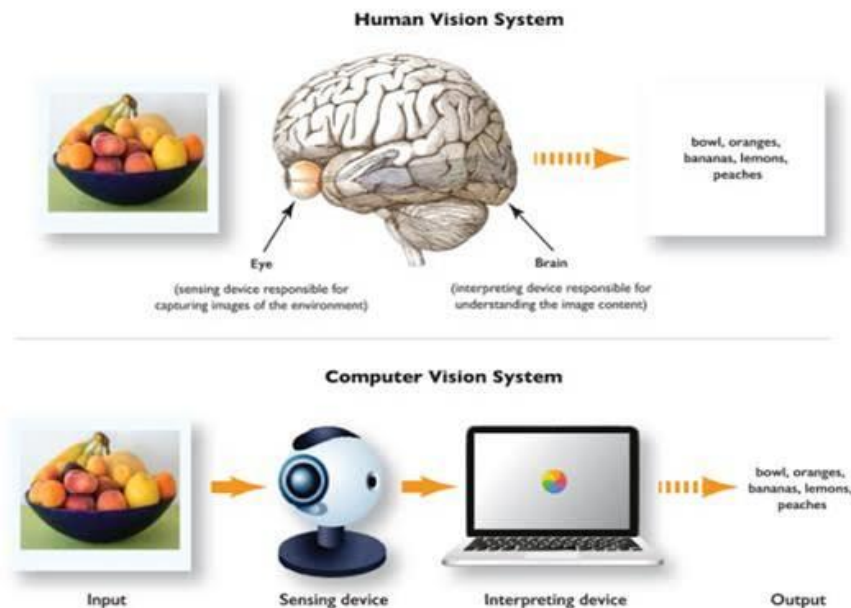 Human Vision System
bowl, oranges,
bananas, lemons,
peaches
Eye
(sensing device responsible for
capturing images of the environment)
Brain
(interpreting device responsible for
understanding the image content)
Computer Vision System
bowl, oranges,
bananas, lemons,
peaches
Input
Sensing device
Interpreting device
Output